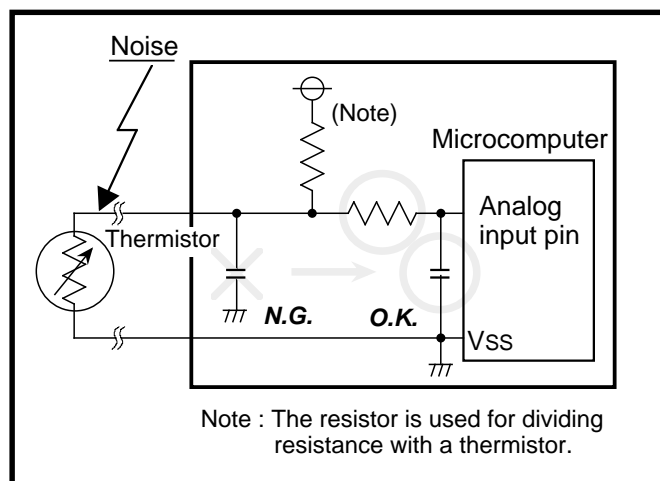 Noise
(Note)
Microcomputer
Analog
input pin
Thermistor
N.G.
O.K.
VSS
Note : The resistor is used for dividing
resistance with a thermistor.